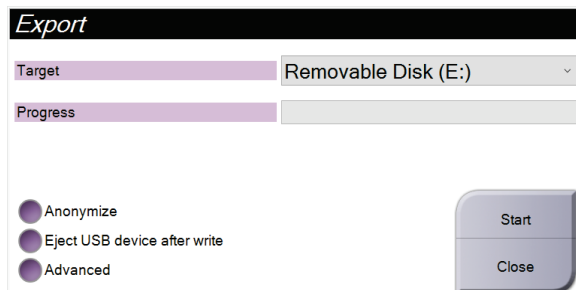 Export
Target
Removable Disk (E:)
Progress
Anonymize
Eject USB device after write
Advanced
Start
Close